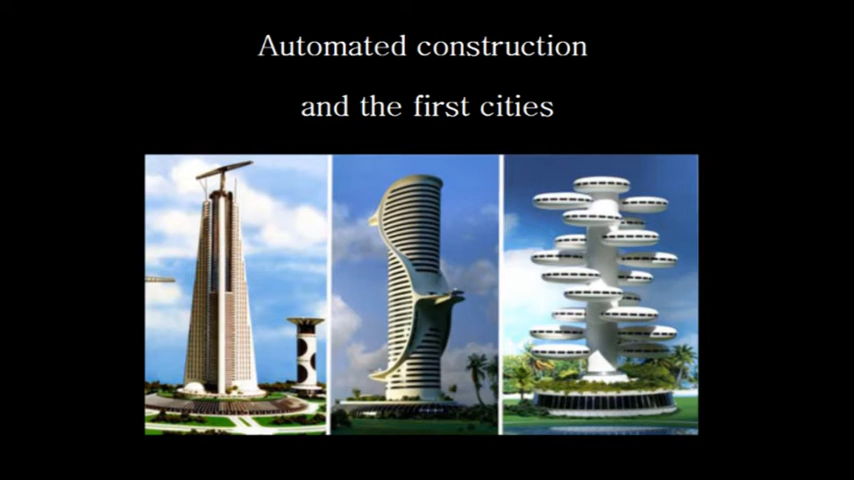 Automated construction
and the first cities